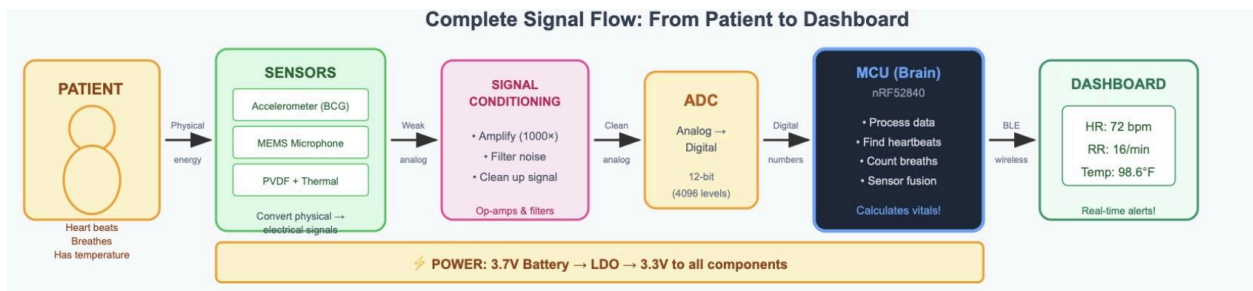 Complete Signal Flow: From Patient to Dashboard
PATIENT
Heart beats
Breathes
Has temperature
Physical
energy
SENSORS
Accelerometer (BCG)
MEMS Microphone
PVDF + Thermal
Convert physical →
electrical signals
Weak
analog
SIGNAL
CONDITIONING
• Amplify (1000×)
• Filter noise
• Clean up signal
Op-amps & filters
Clean
analog
ADC
Analog →
Digital
12-bit
(4096 levels)
Digital
numbers
MCU (Brain)
nRF52840
• Process data
• Find heartbeats
• Count breaths
• Sensor fusion
Calculates vitals!
BLE
wireless
DASHBOARD
HR: 72 bpm
RR: 16/min
Temp: 98.6°F
Real-time alerts!
⚡ POWER: 3.7V Battery → LDO → 3.3V to all components